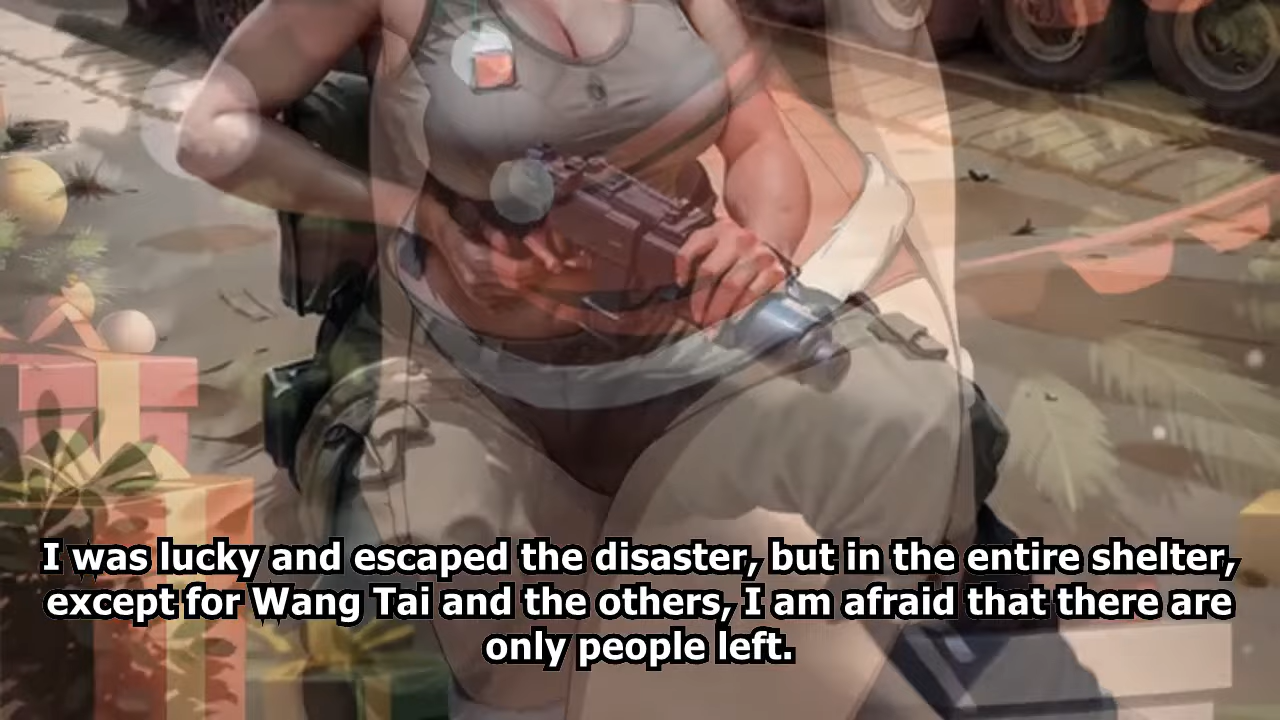 I was lucky and escaped the disaster, but in the entire shelter,
except for Wang Tai and the others, I am afraid that there are
only people left.